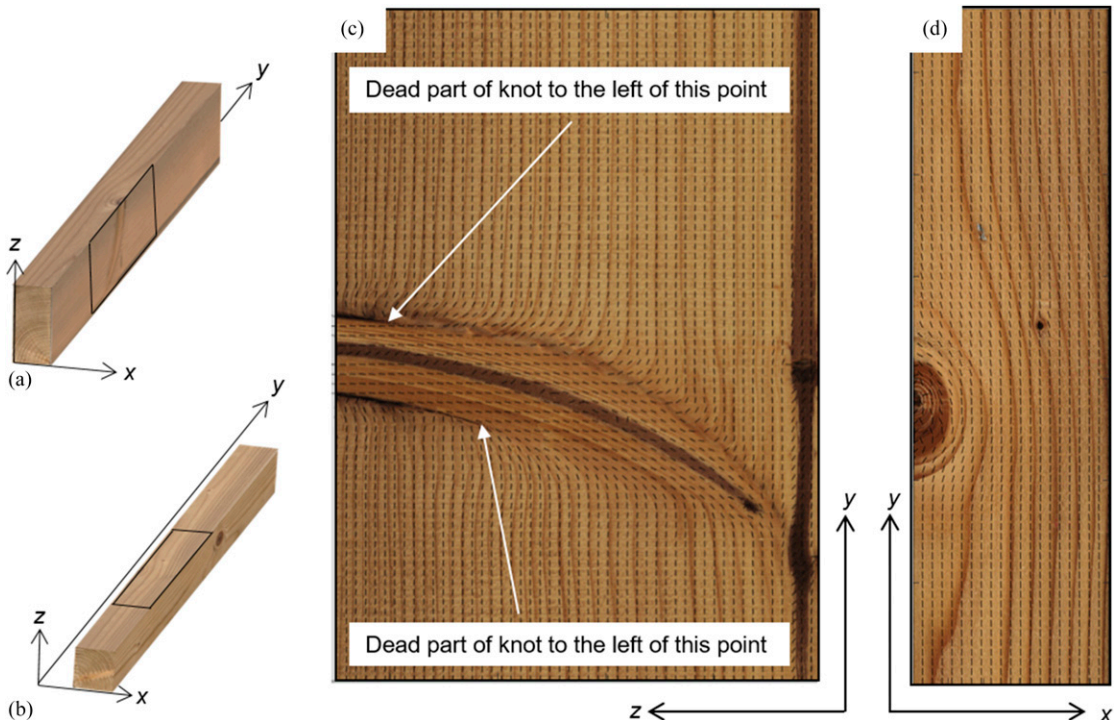 (a)
z
y
x
(b)
z
y
x
(c)
Dead part of knot to the left of this point
Dead part of knot to the left of this point
z
y
(d)
y
x